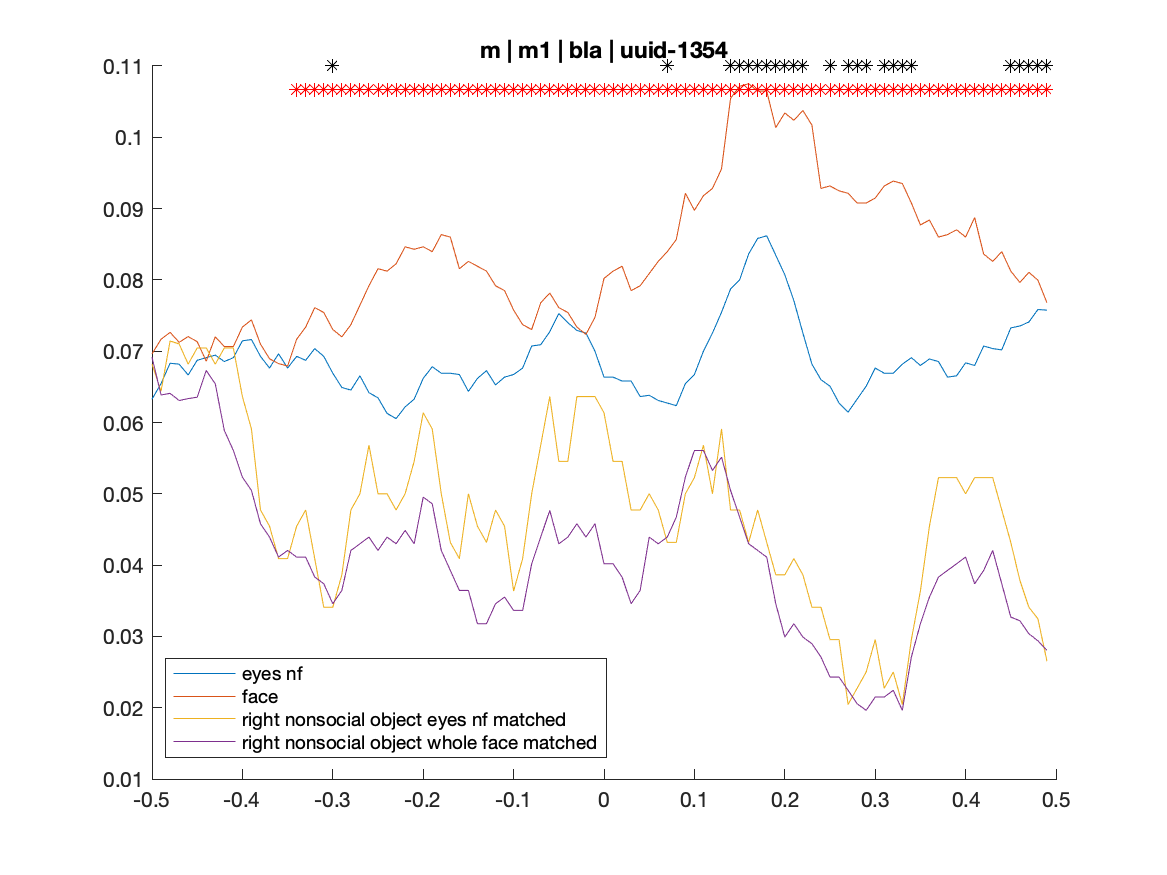 m | m1 | bla | uuid-1354
0.11
0.1
0.09
0.08
0.07
0.06
0.05
0.04
0.03
0.02
0.01
eyes nf
face
right nonsocial object eyes nf matched
right nonsocial object whole face matched
-0.5 -0.4 -0.3 -0.2 -0.1 0 0.1 0.2 0.3 0.4 0.5